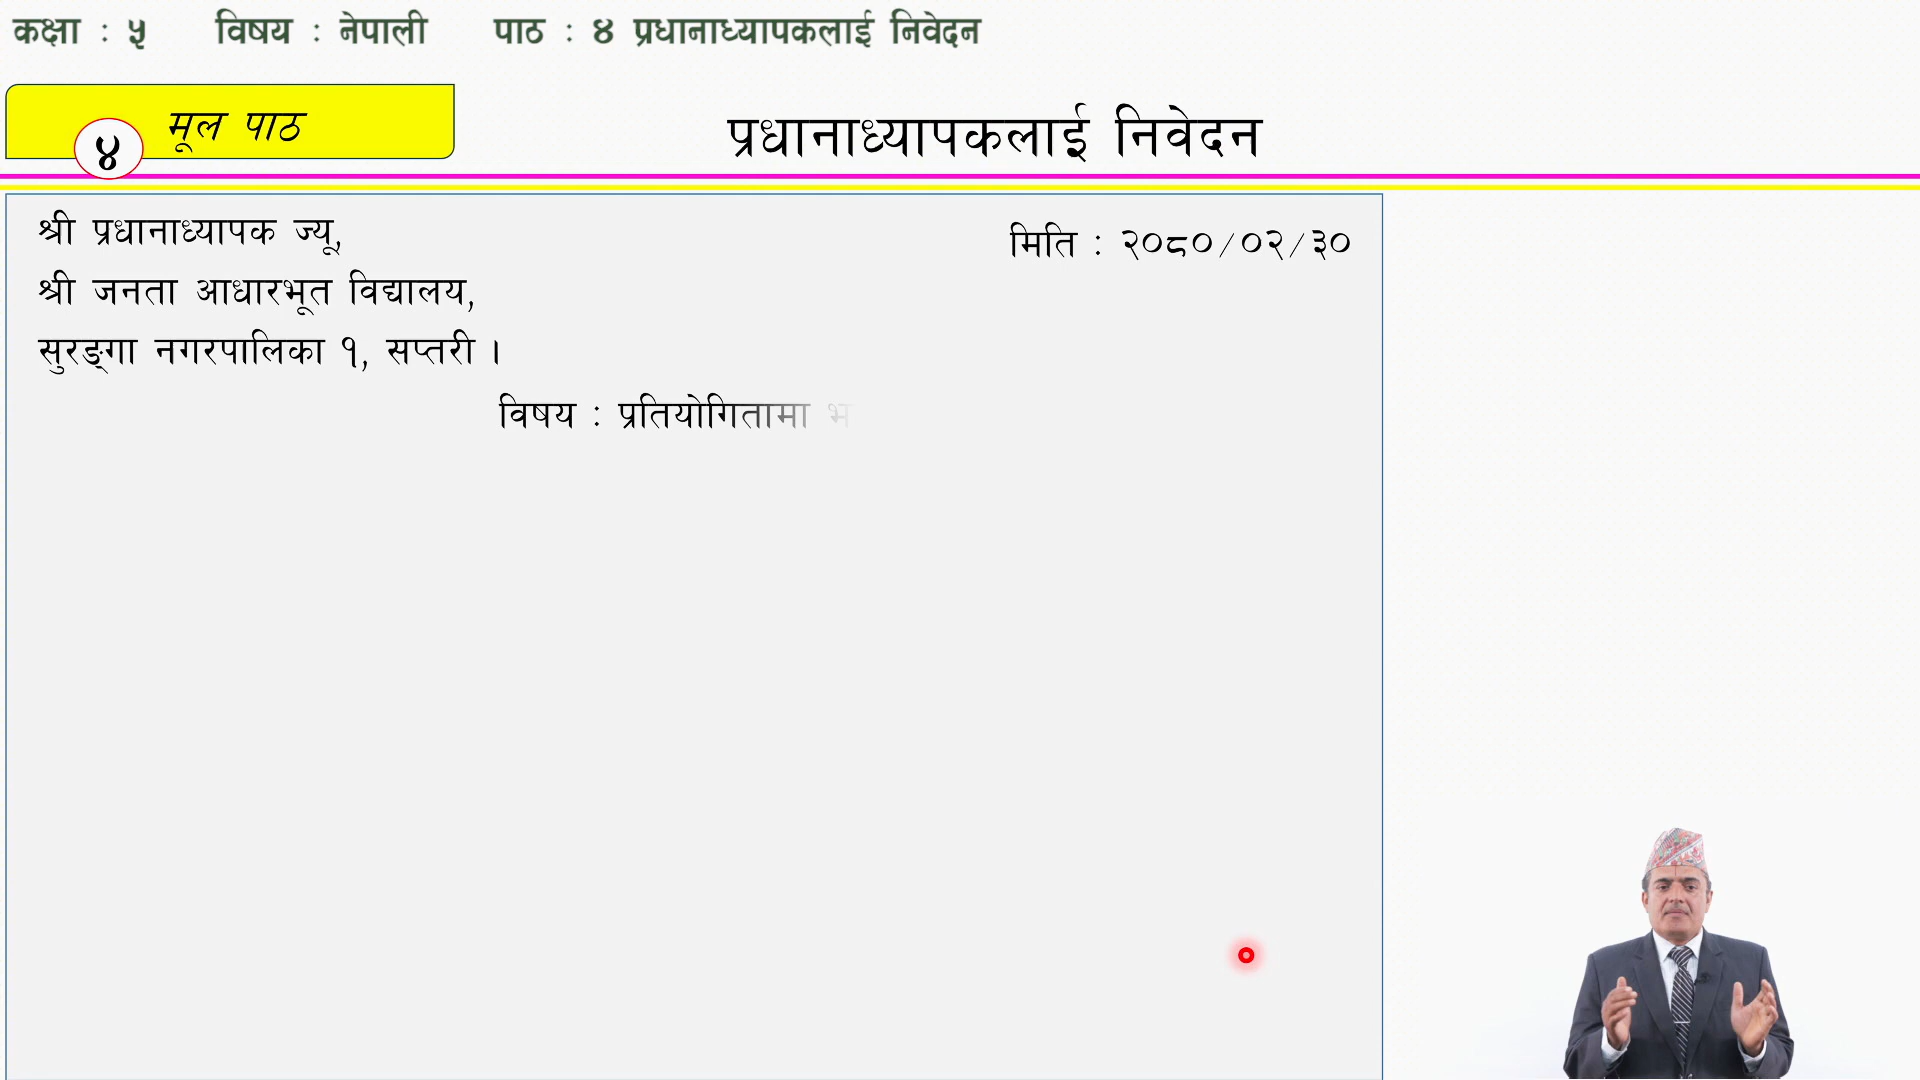 कक्षा : ५ विषय : नेपाली पाठ : ४ प्रधानाध्यापकलाई निवेदन
४ मूल पाठ
प्रधानाध्यापकलाई निवेदन
श्री प्रधानाध्यापक ज्यू,
मिति : २०८०/०२/३०
श्री जनता आधारभूत विद्यालय,
सुरङ्गा नगरपालिका १, सप्तरी ।
विषय : प्रतियोगितामा